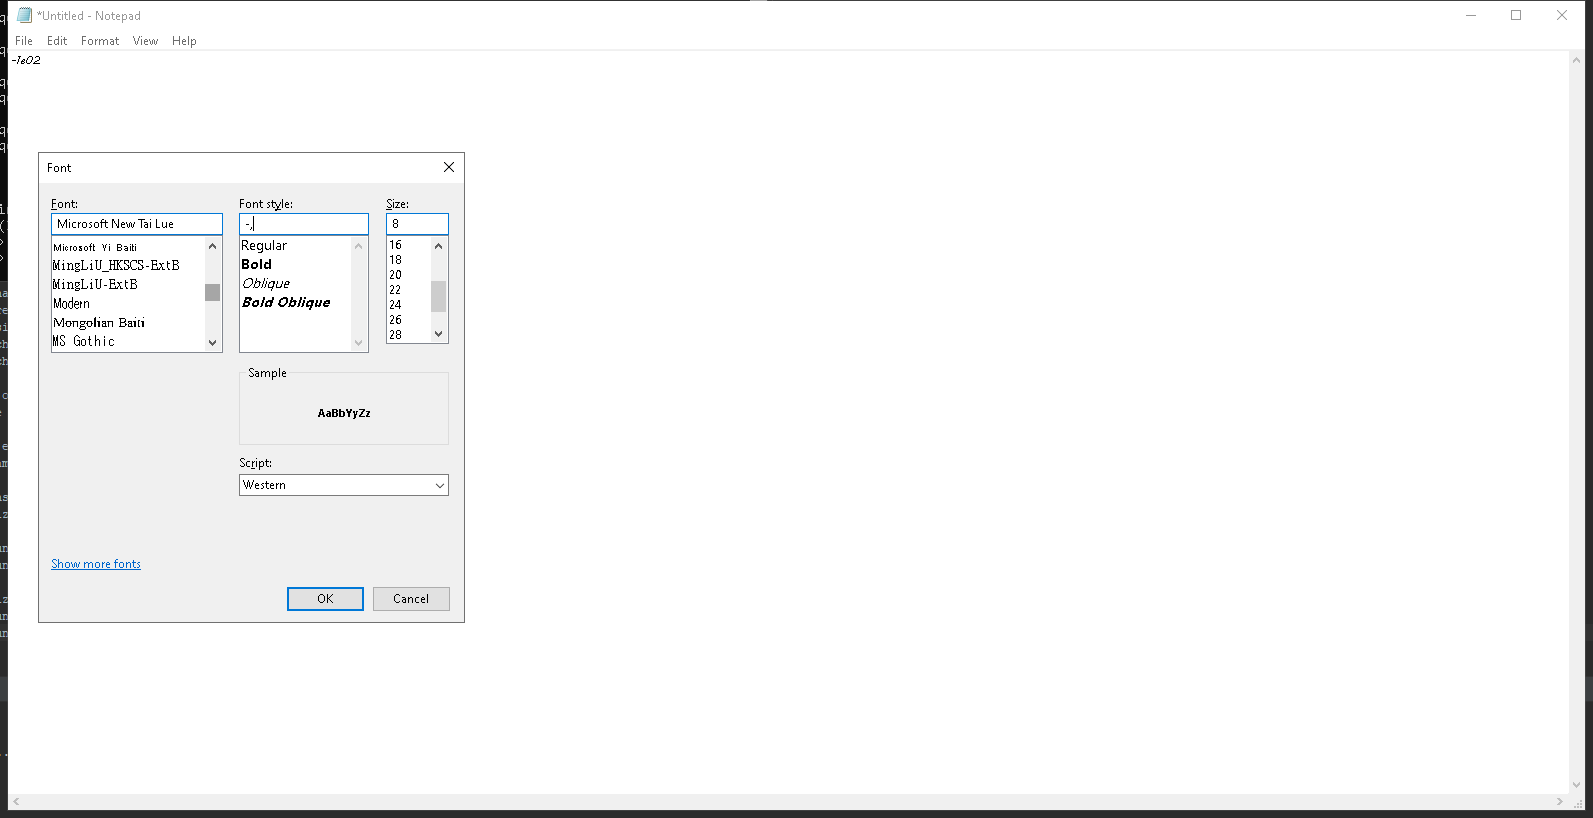 *Untitled - Notepad
File Edit Format View Help
-1e02
Font
Font: Font style: Size:
Microsoft New Tai Lue -, 8
Microsoft Yi Baiti Regular 16
MingLiU_HKSCS-ExtB Bold 18
MingLiU-ExtB Oblique 20
Modern Bold Oblique 22
Mongolian Baiti 24
MS Gothic 26
28
Sample
AaBbYyZz
Script:
Western
Show more fonts
OK Cancel